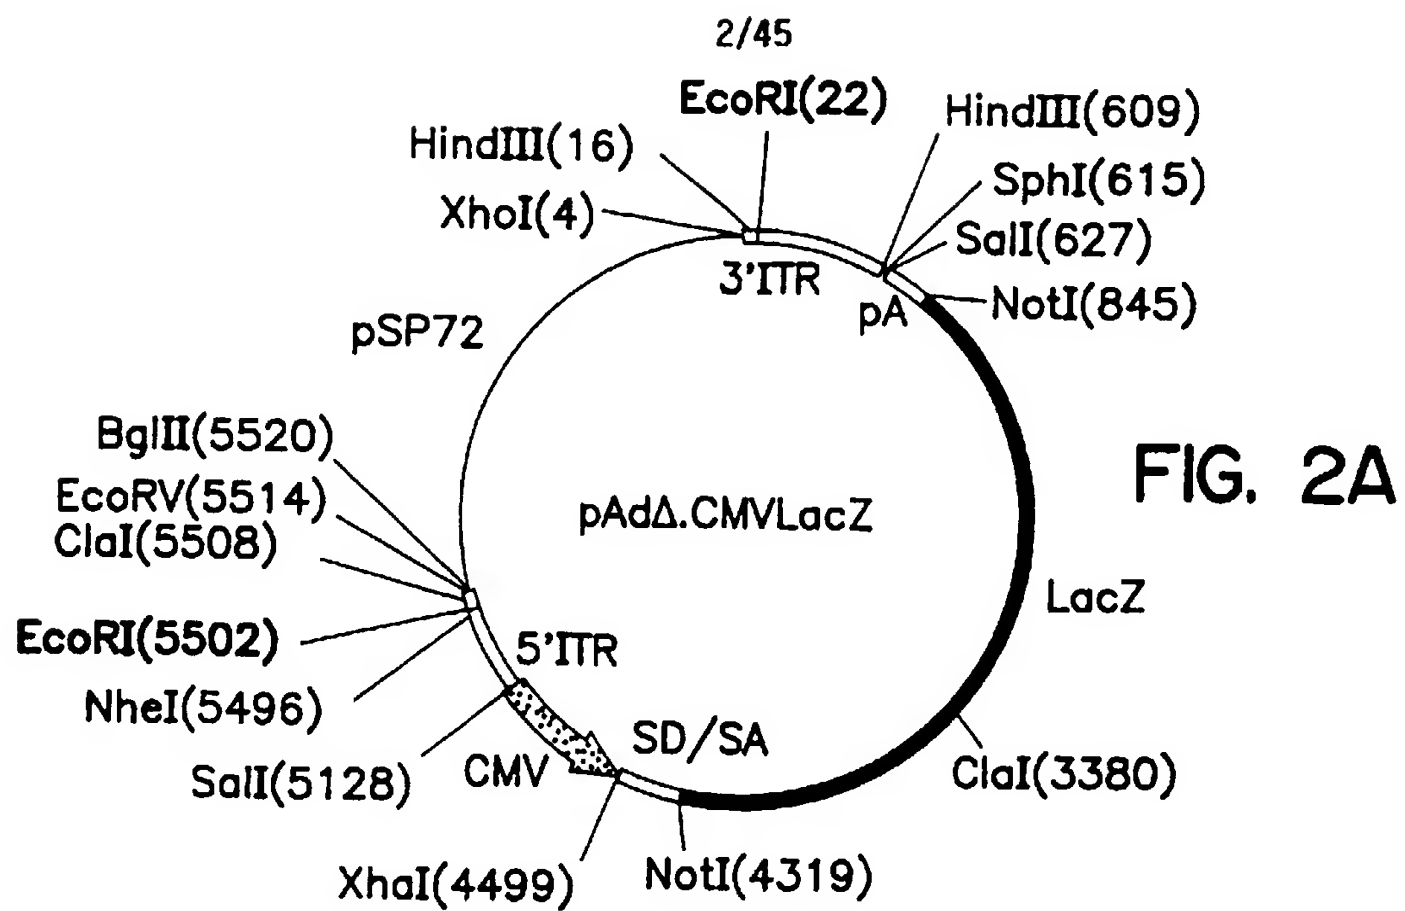 2/45
EcoRI(22)
HindIII(609)
HindIII(16)
SphI(615)
XhoI(4)
SalI(627)
3'ITR
NotI(845)
pA
pSP72
BglII(5520)
FIG. 2A
EcoRV(5514)
pAdΔ.CMVLacZ
ClaI(5508)
LacZ
EcoRI(5502)
5'ITR
NheI(5496)
SD/SA
SalI(5128)
CMV
ClaI(3380)
XhaI(4499)
NotI(4319)